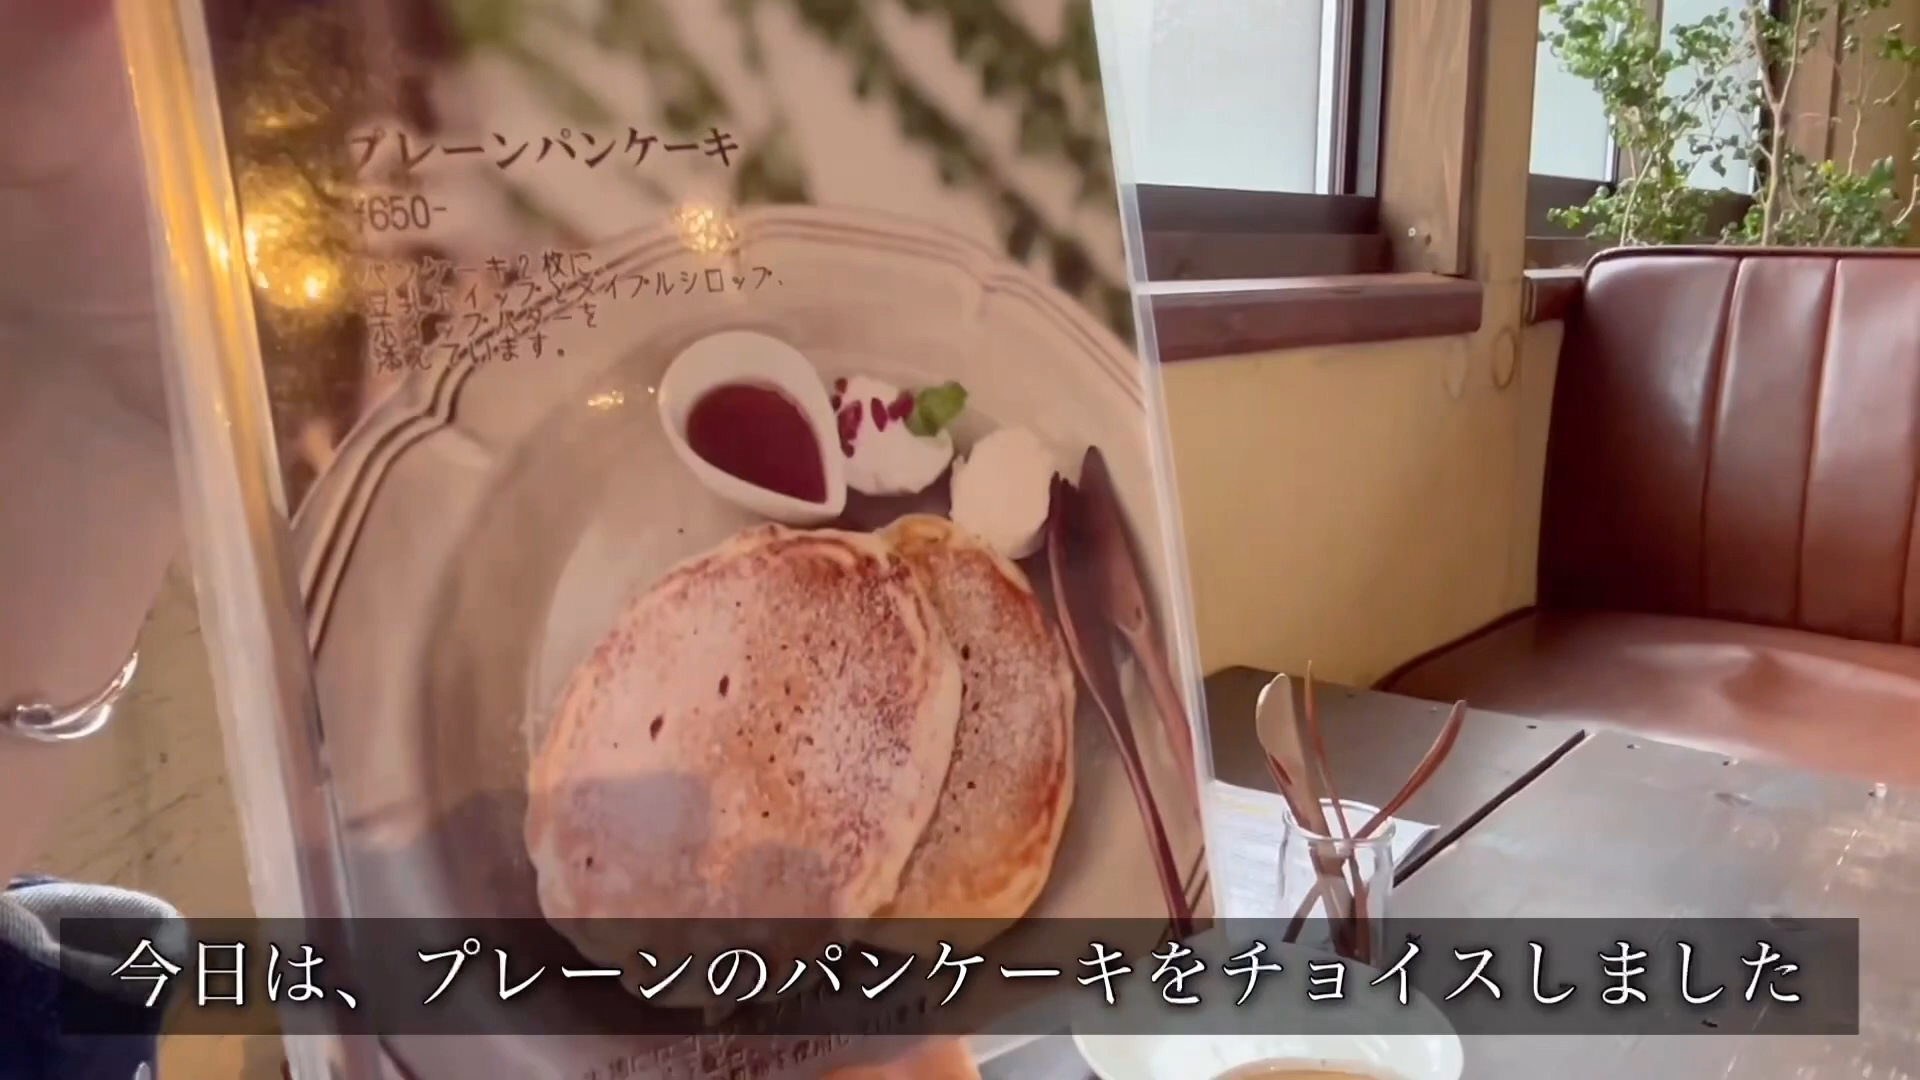 プレーンパンケーキ
¥650-
パンケーキ2枚に
豆乳ホイップとメイプルシロップ、
ホイップバターを
添えています。
今日は、プレーンのパンケーキをチョイスしました